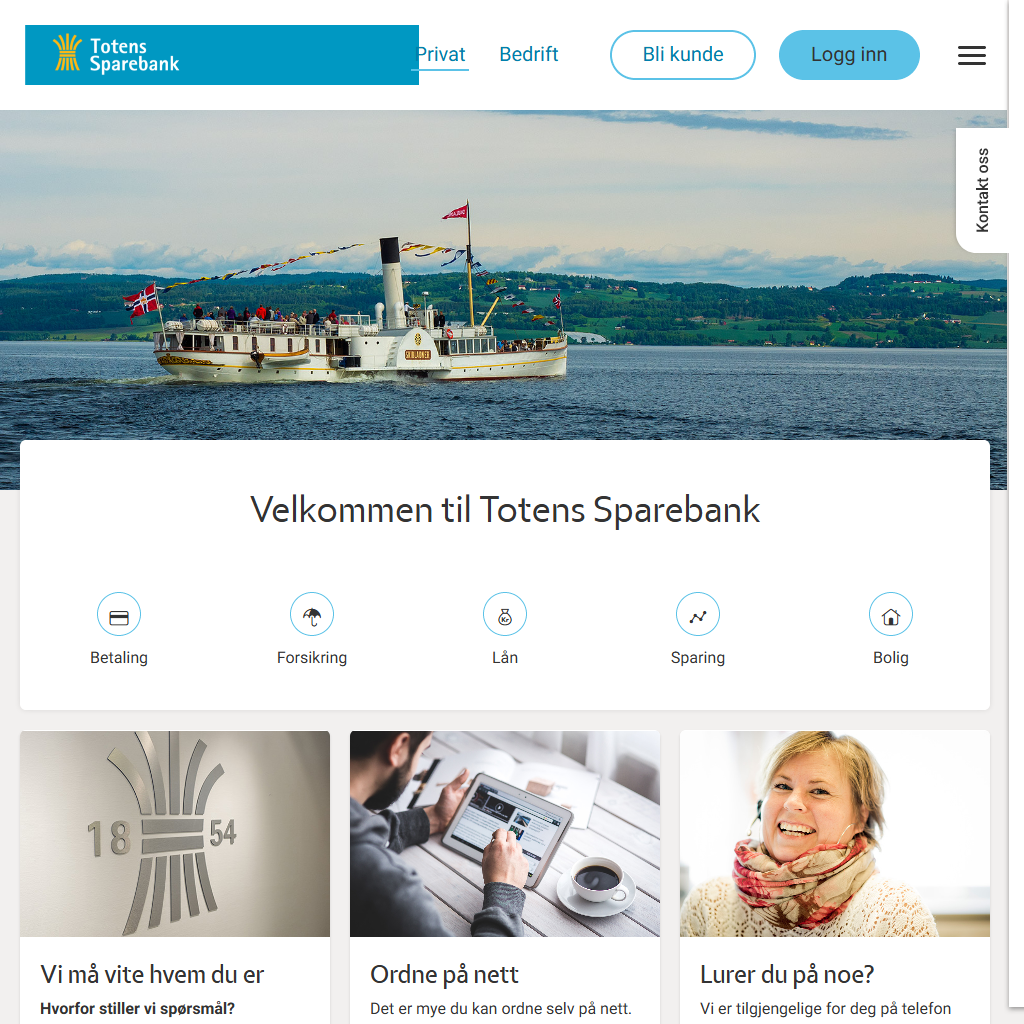 Totens
Sparebank
Privat
Bedrift
Bli kunde
Logg inn
Kontakt oss
SKIBLADNER
Velkommen til Totens Sparebank
Betaling
Forsikring
Lån
Sparing
Bolig
18 54
Vi må vite hvem du er
Hvorfor stiller vi spørsmål?
Ordne på nett
Det er mye du kan ordne selv på nett.
Lurer du på noe?
Vi er tilgjengelige for deg på telefon